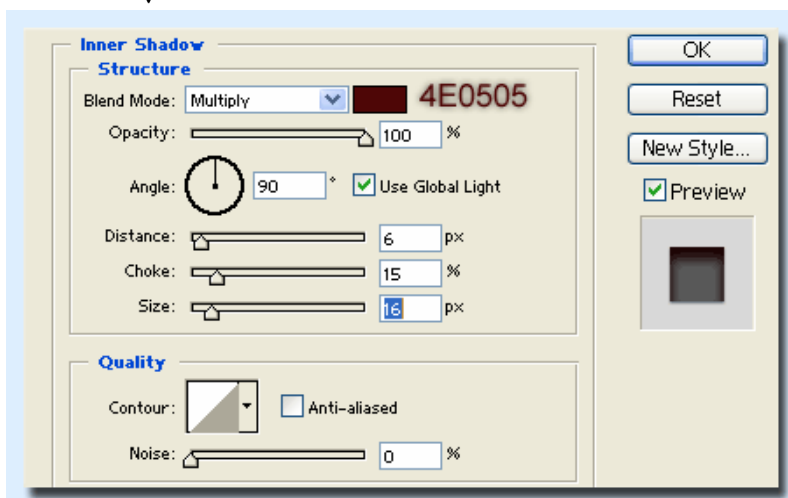 Inner Shadow
Structure
Blend Mode: Multiply 4E0505
Opacity: 100 %
Angle: 90 ° Use Global Light
Distance: 6 px
Choke: 15 %
Size: 16 px
Quality
Contour: Anti-aliased
Noise: 0 %
OK
Reset
New Style...
Preview